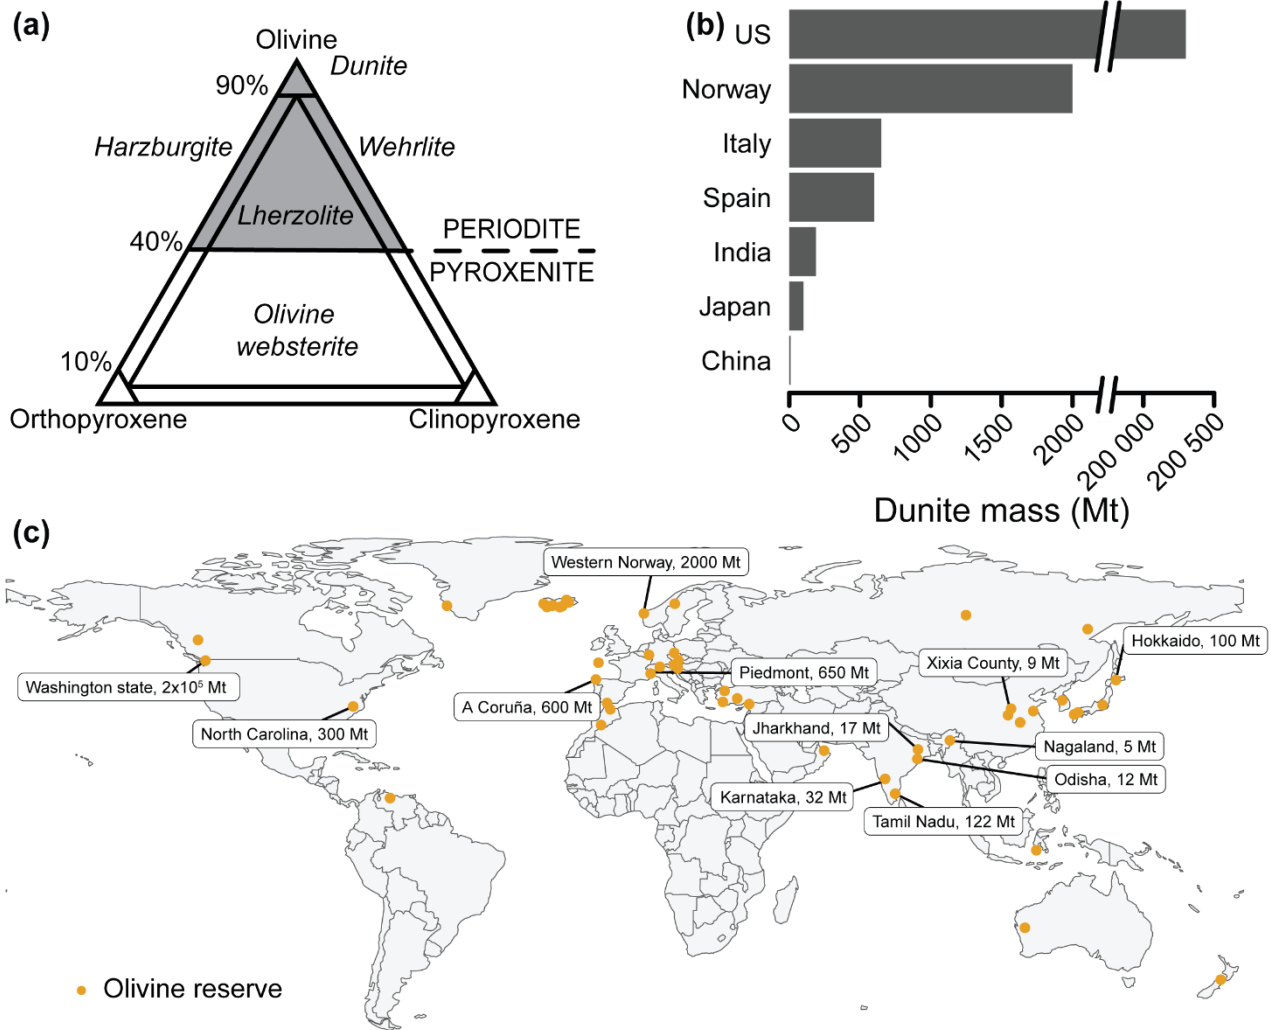 (a)
Olivine
Dunite
90%
Harzburgite
Wehrlite
Lherzolite
40%
PERIODITE
PYROXENITE
Olivine
websterite
10%
Orthopyroxene
Clinopyroxene
(b)
US
Norway
Italy
Spain
India
Japan
China
0
500
1000
1500
2000
200 000
200 500
Dunite mass (Mt)
(c)
Western Norway, 2000 Mt
Hokkaido, 100 Mt
Xixia County, 9 Mt
Piedmont, 650 Mt
Washington state, 2x10⁵ Mt
A Coruña, 600 Mt
North Carolina, 300 Mt
Jharkhand, 17 Mt
Nagaland, 5 Mt
Odisha, 12 Mt
Karnataka, 32 Mt
Tamil Nadu, 122 Mt
Olivine reserve